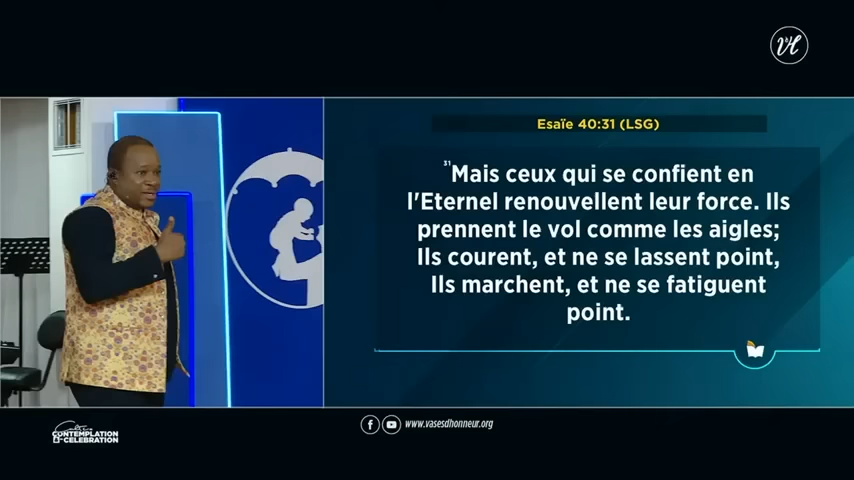 VH
Esaïe 40:31 (LSG)
31Mais ceux qui se confient en
l'Eternel renouvellent leur force. Ils
prennent le vol comme les aigles;
Ils courent, et ne se lassent point,
Ils marchent, et ne se fatiguent
point.
Culte
CONTEMPLATION
& CELEBRATION
www.vasesdhonneur.org